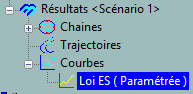 Résultats <Scénario 1>
Chaines
Trajectoires
Courbes
Loi ES ( Paramétrée )